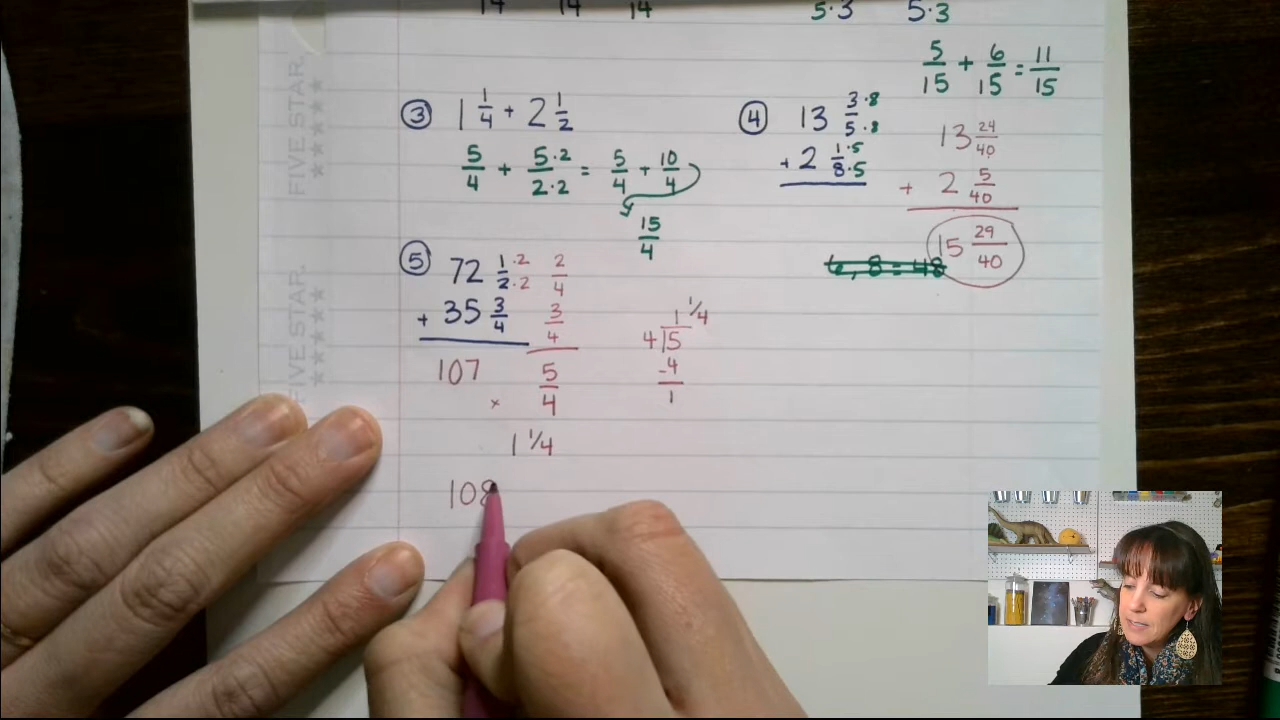 14 14 14
5·3 5·3
5/15 + 6/15 = 11/15
③ 1 1/4 + 2 1/2
5/4 + 5·2/2·2 = 5/4 + 10/4
15/4
④ 13 3·8/5·8
+ 2 1·5/8·5
13 24/40
+ 2 5/40
15 29/40
⑤ 72 1·2/2·2 2/4
+ 35 3/4 3/4
107 5/4
×
1 1/4
108
1 1/4
4 5
-4
1
FIVE STAR
FIVE STAR